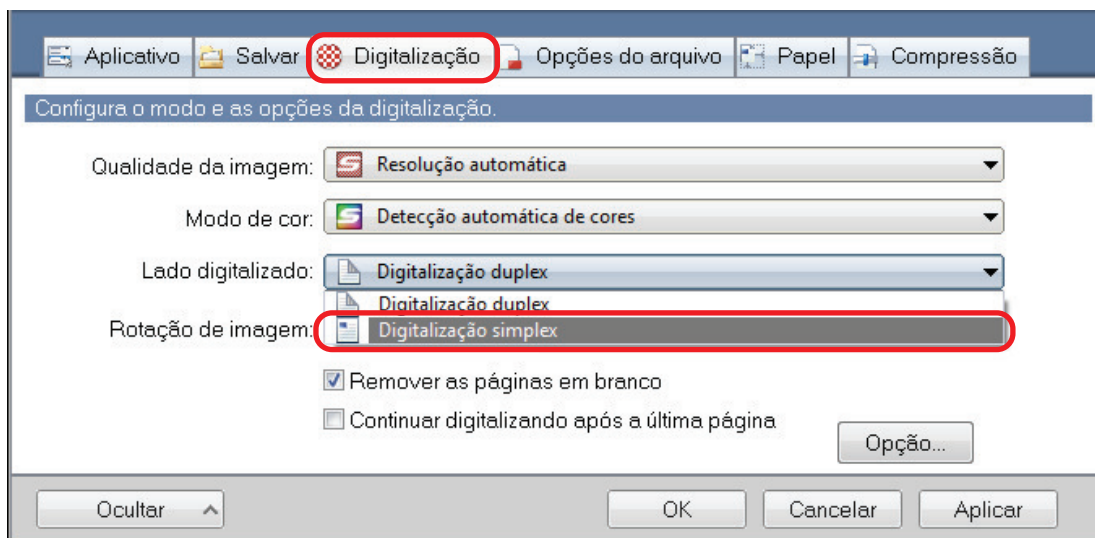 Aplicativo Salvar Digitalização Opções do arquivo Papel Compressão
Configura o modo e as opções da digitalização.
Qualidade da imagem: Resolução automática
Modo de cor: Detecção automática de cores
Lado digitalizado: Digitalização duplex
Digitalização duplex
Rotação de imagem: Digitalização simplex
Remover as páginas em branco
Continuar digitalizando após a última página
Opção...
Ocultar OK Cancelar Aplicar